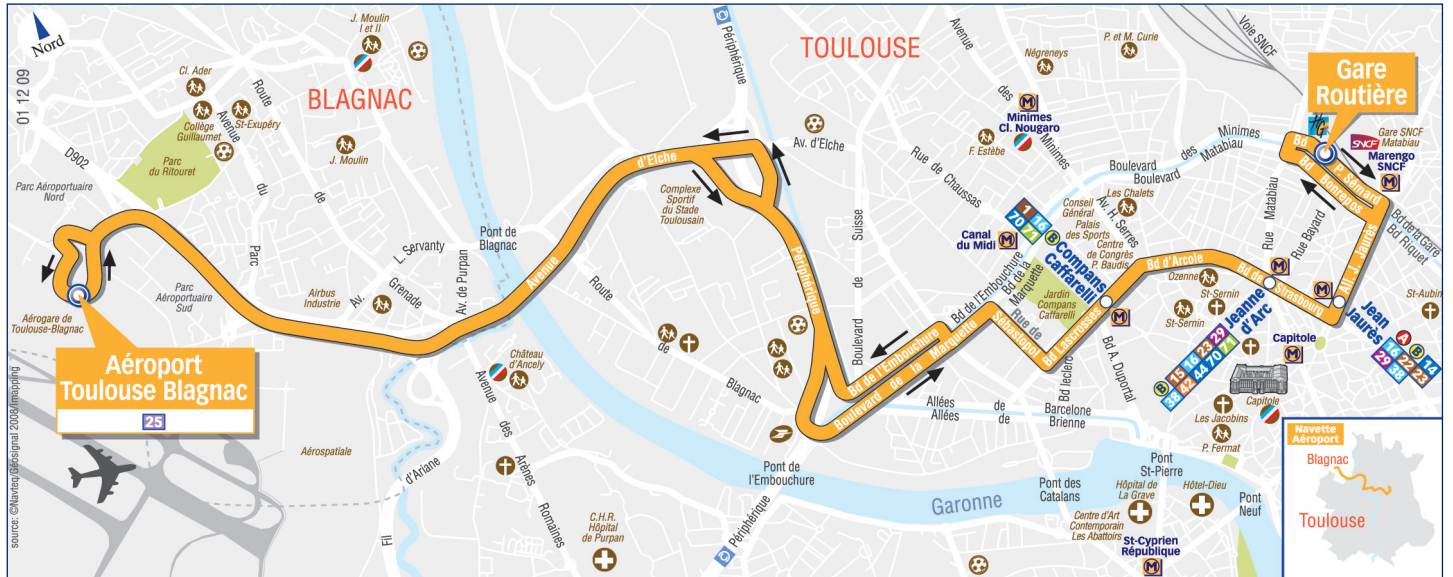 Nord
01 12 09
source: ©Navteq/Géosignal 2008/Imapping
BLAGNAC
TOULOUSE
J. Moulin
I et II
Cl. Ader
Collège
Guillaumet
St-Exupéry
Route
de
Avenue
du
Parc
D902
Parc
du Ritouret
J. Moulin
Parc Aéroportuaire
Nord
Parc
Aéroportuaire
Sud
Aérogare de
Toulouse-Blagnac
Aéroport
Toulouse Blagnac
25
Airbus
Industrie
Av.
Grenade
L. Servanty
Av. de Purpan
Pont de
Blagnac
Aérospatiale
Château
d'Ancely
Avenue
des
Arènes
Romaines
Fil
d'Ariane
C.H.R.
Hôpital
de Purpan
Avenue
d'Elche
Complexe
Sportif
du Stade
Toulousain
Périphérique
Av. d'Elche
Périphérique
Route
de
Blagnac
Boulevard
de
Suisse
Pont de
l'Embouchure
Périphérique
Bd de l'Embouchure
Boulevard de la Marquette
Bd de l'Embouchure
Bd de la
Marquette
Rue de
Sébastopol
Bd Lascrosses
Bd d'Arcole
Bd de
Strasbourg
All. J. Jaurès
Bd Bonrepos
Bd P. Sémard
Avenue
des
Minimes
Négreneys
P. et M. Curie
Voie SNCF
M
Minimes
Cl. Nougaro
F. Estèbe
Rue de Chaussas
Boulevard des Minimes
Boulevard Matabiau
Les Chalets
Av. H. Serres
Conseil
Général
Palais
des Sports
Centre
de Congrès
P. Baudis
Canal
du Midi
M
1 16
70 71
B
Compans
Caffarelli
Jardin
Compans
Caffarelli
M
Gare
Routière
HG
SNCF
Gare SNCF
Matabiau
Marengo
SNCF
M
Rue Matabiau
Rue Bayard
M
M
Bd de la Gare
Bd Riquet
Ozenne
St-Sernin
St-Sernin
St-Aubin
Jeanne
d'Arc
B 15 16 23 29
38 42 44 70 71
Jean
Jaurès
A B 14
16 22 23
29 38
Capitole
M
Capitole
Les Jacobins
P. Fermat
Bd leclerc
Bd A. Duportal
Allées de Barcelone
Allées de Brienne
Pont
St-Pierre
Pont des
Catalans
Hôpital de
La Grave
Hôtel-Dieu
Pont
Neuf
Garonne
Centre d'Art
Contemporain
Les Abattoirs
St-Cyprien
République
M
Navette
Aéroport
Blagnac
Toulouse